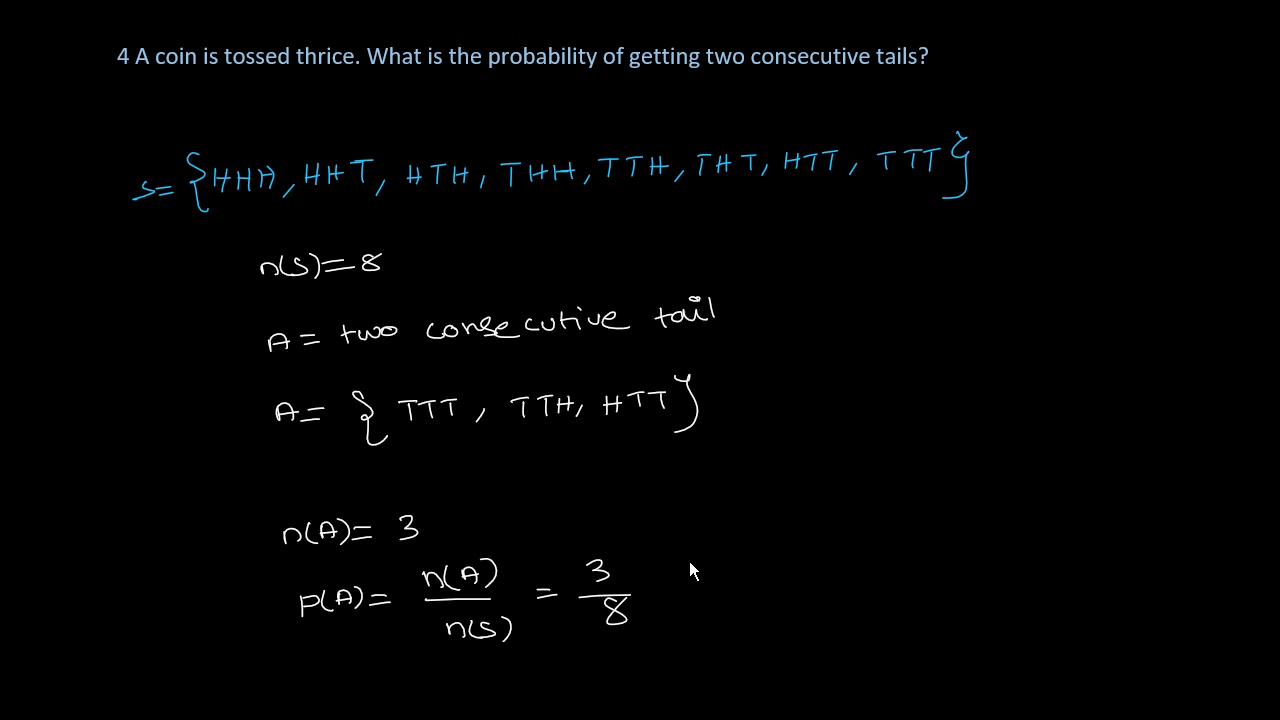 4 A coin is tossed thrice. What is the probability of getting two consecutive tails?
S= {HHH, HHT, HTH, THH, TTH, THT, HTT, TTT}
n(S)=8
A= two consecutive tail
A= { TTT, TTH, HTT}
n(A)= 3
P(A)= n(A)/n(S) = 3/8